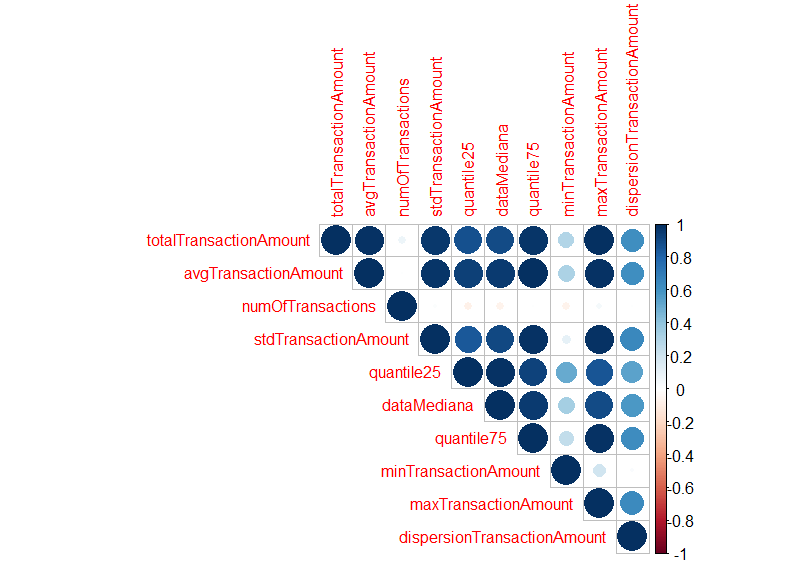 totalTransactionAmount
avgTransactionAmount
numOfTransactions
stdTransactionAmount
quantile25
dataMediana
quantile75
minTransactionAmount
maxTransactionAmount
dispersionTransactionAmount
totalTransactionAmount
avgTransactionAmount
numOfTransactions
stdTransactionAmount
quantile25
dataMediana
quantile75
minTransactionAmount
maxTransactionAmount
dispersionTransactionAmount
1
0.8
0.6
0.4
0.2
0
-0.2
-0.4
-0.6
-0.8
-1